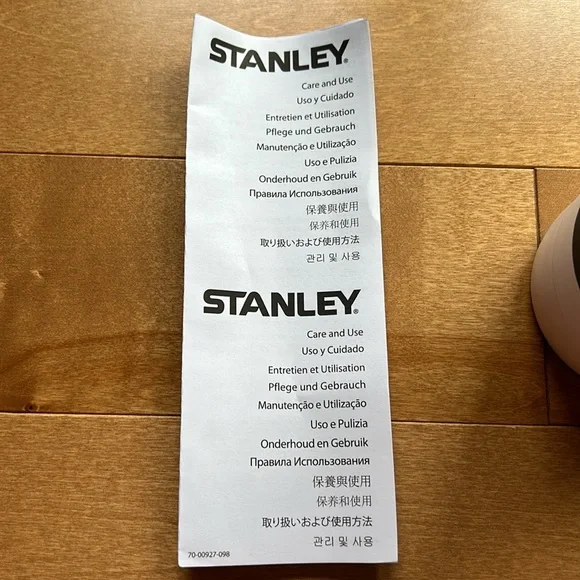 STANLEY®
Care and Use
Uso y Cuidado
Entretien et Utilisation
Pflege und Gebrauch
Manutenção e Utilização
Uso e Pulizia
Onderhoud en Gebruik
Правила Использования
保養與使用
保养和使用
取り扱いおよび使用方法
관리 및 사용
STANLEY®
Care and Use
Uso y Cuidado
Entretien et Utilisation
Pflege und Gebrauch
Manutenção e Utilização
Uso e Pulizia
Onderhoud en Gebruik
Правила Использования
保養與使用
保养和使用
取り扱いおよび使用方法
관리 및 사용
70-00927-098